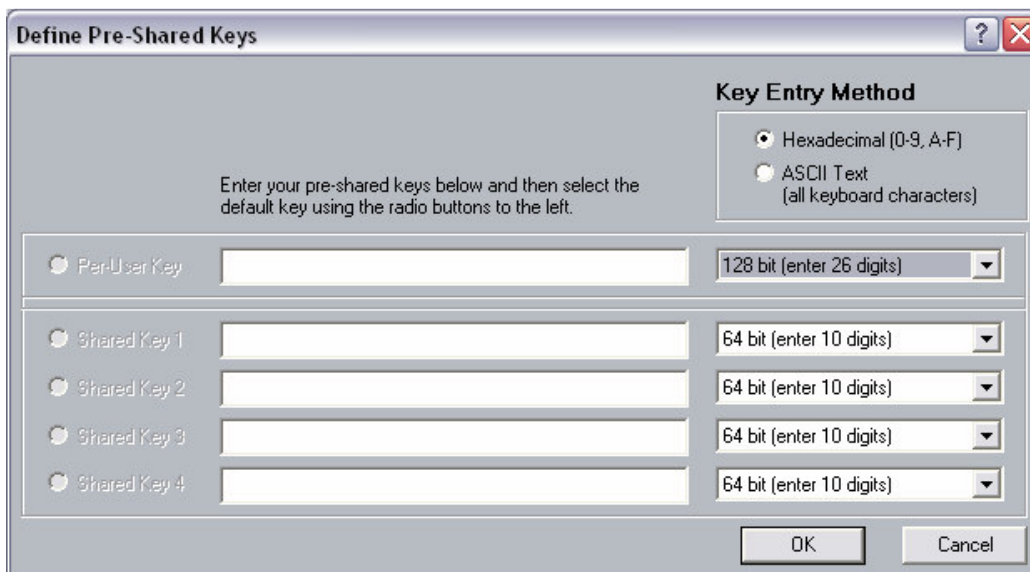 Define Pre-Shared Keys
?
Key Entry Method
Hexadecimal (0-9, A-F)
ASCII Text
(all keyboard characters)
Enter your pre-shared keys below and then select the
default key using the radio buttons to the left.
Per-User Key
128 bit (enter 26 digits)
Shared Key 1
64 bit (enter 10 digits)
Shared Key 2
64 bit (enter 10 digits)
Shared Key 3
64 bit (enter 10 digits)
Shared Key 4
64 bit (enter 10 digits)
OK
Cancel